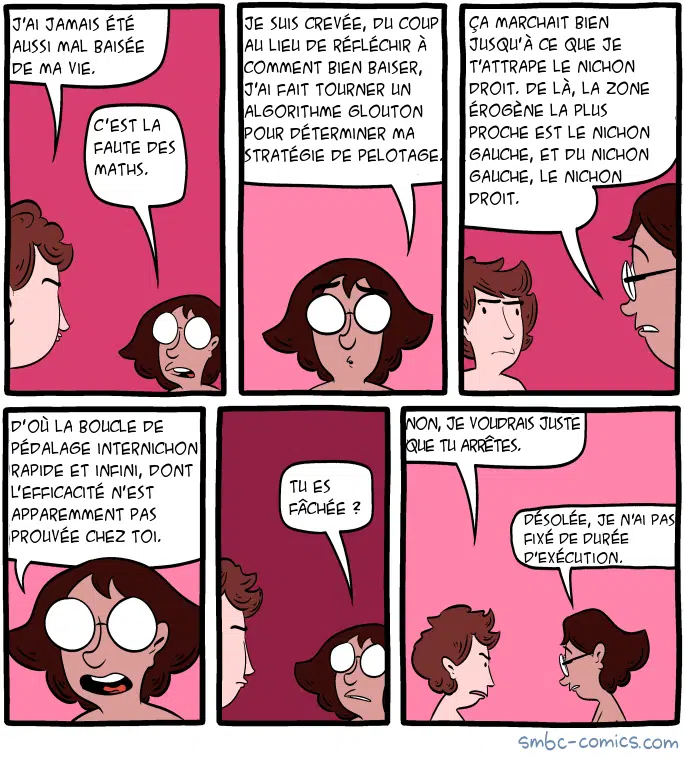 J'AI JAMAIS ÉTÉ
AUSSI MAL BAISÉE
DE MA VIE.
C'EST LA
FAUTE DES
MATHS.
JE SUIS CREVÉE, DU COUP
AU LIEU DE RÉFLÉCHIR À
COMMENT BIEN BAISER,
J'AI FAIT TOURNER UN
ALGORITHME GLOUTON
POUR DÉTERMINER MA
STRATÉGIE DE PELOTAGE.
ÇA MARCHAIT BIEN
JUSQU'À CE QUE JE
T'ATTRAPE LE NICHON
DROIT. DE LÀ, LA ZONE
ÉROGÈNE LA PLUS
PROCHE EST LE NICHON
GAUCHE, ET DU NICHON
GAUCHE, LE NICHON
DROIT.
D'OÙ LA BOUCLE DE
PÉDALAGE INTERNICHON
RAPIDE ET INFINI, DONT
L'EFFICACITÉ N'EST
APPAREMMENT PAS
PROUVÉE CHEZ TOI.
TU ES
FÂCHÉE ?
NON, JE VOUDRAIS JUSTE
QUE TU ARRÊTES.
DÉSOLÉE, JE N'AI PAS
FIXÉ DE DURÉE
D'EXÉCUTION.
smbc-comics.com